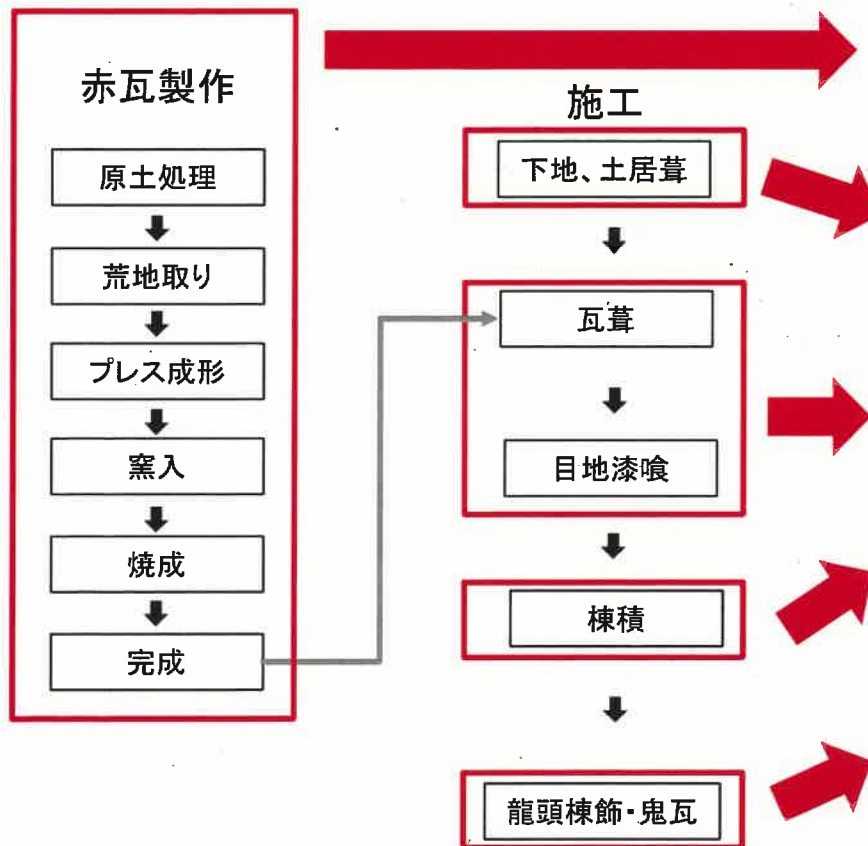 赤瓦製作
原土処理
荒地取り
プレス成形
窯入
焼成
完成
施工
下地、土居葺
瓦葺
目地漆喰
棟積
龍頭棟飾・鬼瓦